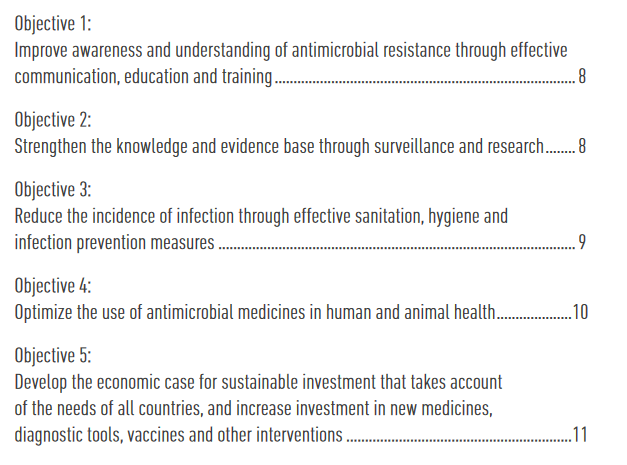 Objective 1:
Improve awareness and understanding of antimicrobial resistance through effective
communication, education and training.......................................................................... 8
Objective 2:
Strengthen the knowledge and evidence base through surveillance and research........ 8
Objective 3:
Reduce the incidence of infection through effective sanitation, hygiene and
infection prevention measures ........................................................................................ 9
Objective 4:
Optimize the use of antimicrobial medicines in human and animal health...................10
Objective 5:
Develop the economic case for sustainable investment that takes account
of the needs of all countries, and increase investment in new medicines,
diagnostic tools, vaccines and other interventions .......................................................11